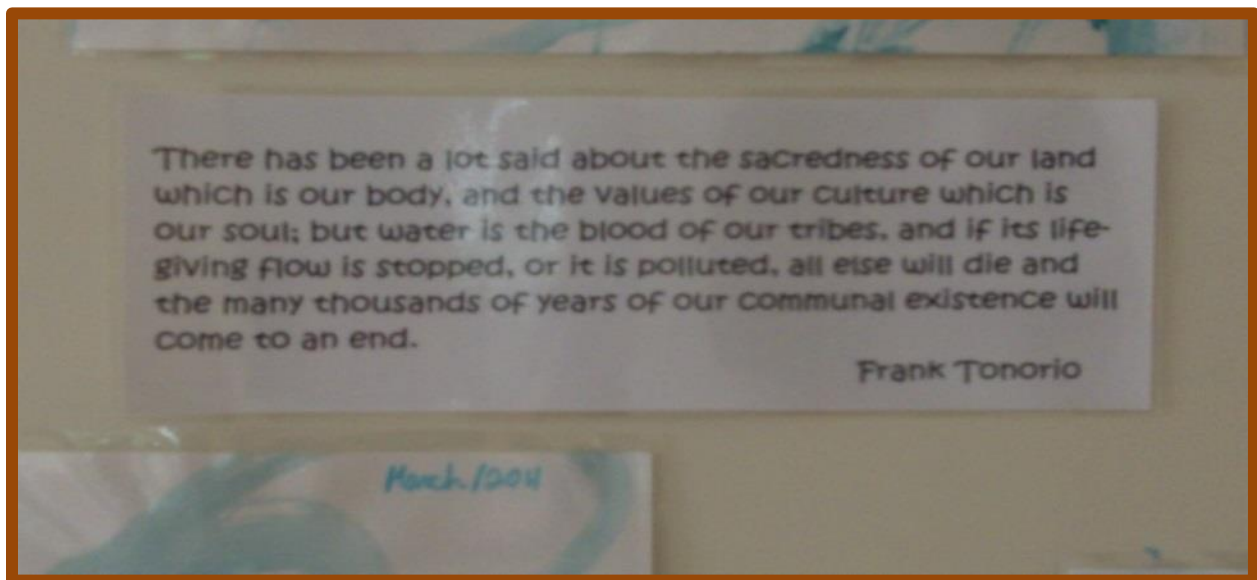 There has been a lot said about the sacredness of our land
which is our body, and the values of our culture which is
our soul; but water is the blood of our tribes, and if its life-
giving flow is stopped, or it is polluted, all else will die and
the many thousands of years of our communal existence will
come to an end.
Frank Tonorio
March/2011